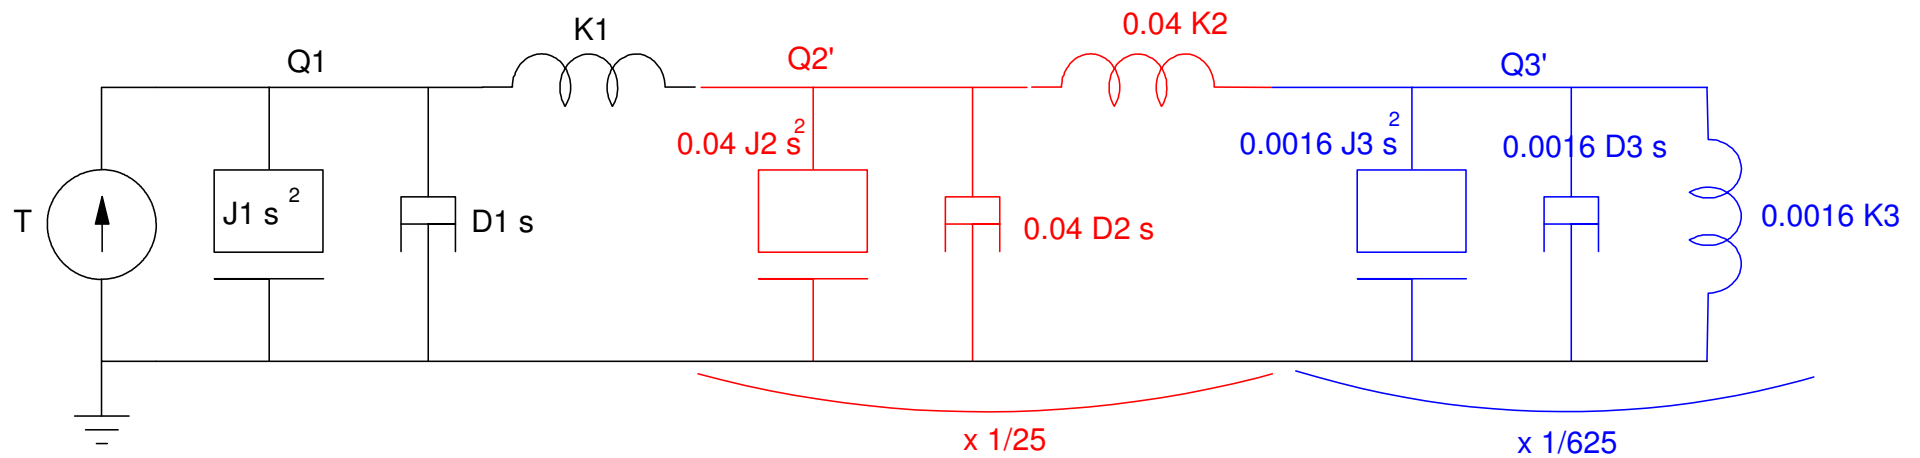 K1
0.04 K2
Q1
Q2'
Q3'
0.04 J2 s²
0.0016 J3 s²
0.0016 D3 s
T
J1 s²
D1 s
0.04 D2 s
0.0016 K3
x 1/25
x 1/625